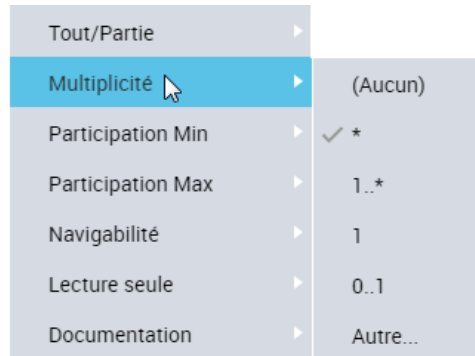 Tout/Partie
Multiplicité
Participation Min
Participation Max
Navigabilité
Lecture seule
Documentation
(Aucun)
*
1..*
1
0..1
Autre...